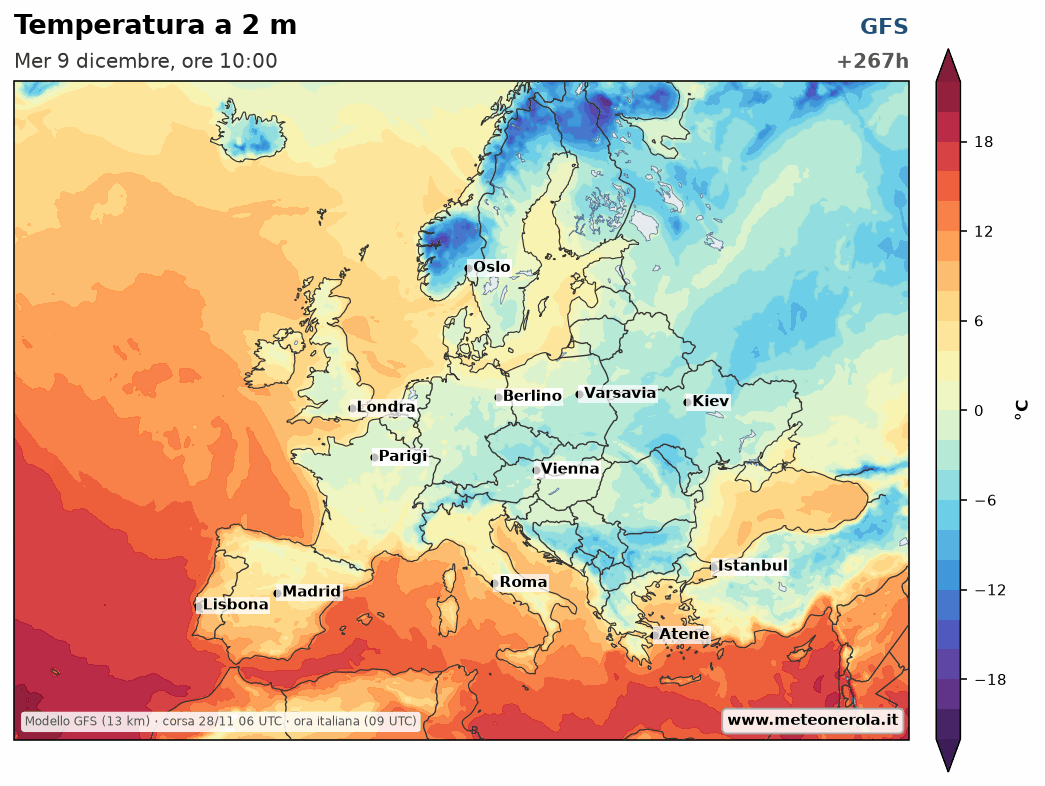 Temperatura a 2 m
GFS
Mer 9 dicembre, ore 10:00
+267h
18
12
6
0
−6
−12
−18
°C
Oslo
Berlino
Varsavia
Kiev
Londra
Parigi
Vienna
Istanbul
Roma
Madrid
Lisbona
Atene
Modello GFS (13 km) · corsa 28/11 06 UTC · ora italiana (09 UTC)
www.meteonerola.it